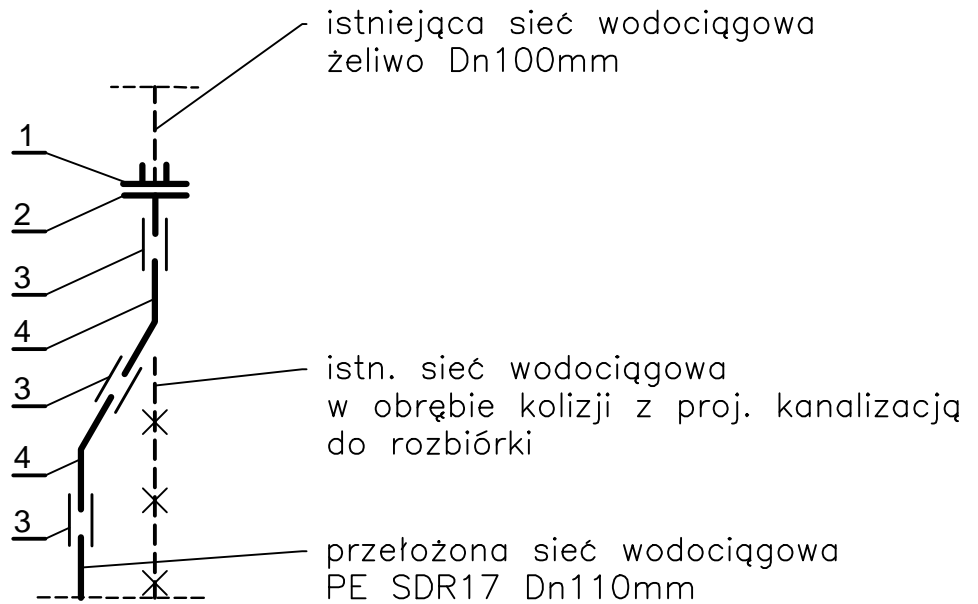 istniejąca sieć wodociągowa
żeliwo Dn100mm
1
2
3
4
3
istn. sieć wodociągowa
w obrębie kolizji z proj. kanalizacją
do rozbiórki
4
3
przełożona sieć wodociągowa
PE SDR17 Dn110mm